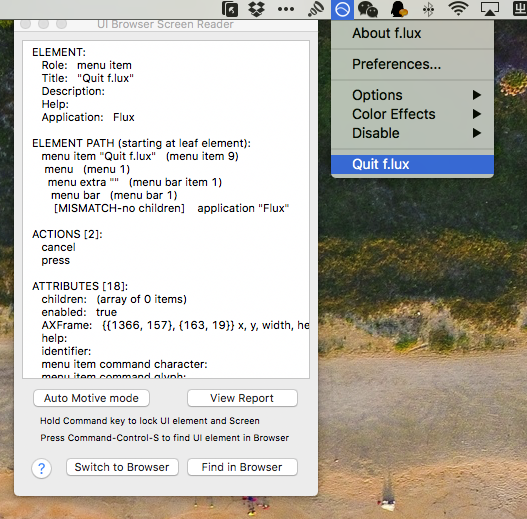 UI Browser Screen Reader
ELEMENT:
Role: menu item
Title: "Quit f.lux"
Description:
Help:
Application: Flux
ELEMENT PATH (starting at leaf element):
menu item "Quit f.lux" (menu item 9)
menu (menu 1)
menu extra "" (menu bar item 1)
menu bar (menu bar 1)
[MISMATCH-no children] application "Flux"
ACTIONS [2]:
cancel
press
ATTRIBUTES [18]:
children: (array of 0 items)
enabled: true
AXFrame: {{1366, 157}, {163, 19}} x, y, width, he
help:
identifier:
menu item command character:
menu item command glyph:
Auto Motive mode
View Report
Hold Command key to lock UI element and Screen
Press Command-Control-S to find UI element in Browser
?
Switch to Browser
Find in Browser
About f.lux
Preferences...
Options
Color Effects
Disable
Quit f.lux